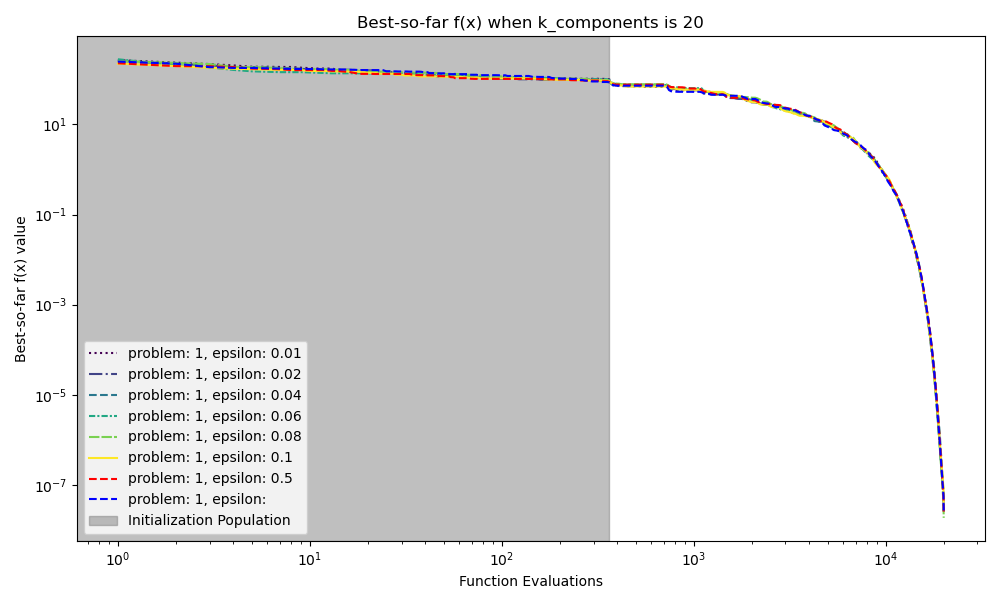 Best-so-far f(x) when k_components is 20
Best-so-far f(x) value
10^1
10^-1
10^-3
10^-5
10^-7
problem: 1, epsilon: 0.01
problem: 1, epsilon: 0.02
problem: 1, epsilon: 0.04
problem: 1, epsilon: 0.06
problem: 1, epsilon: 0.08
problem: 1, epsilon: 0.1
problem: 1, epsilon: 0.5
problem: 1, epsilon:
Initialization Population
10^0 10^1 10^2 10^3 10^4
Function Evaluations